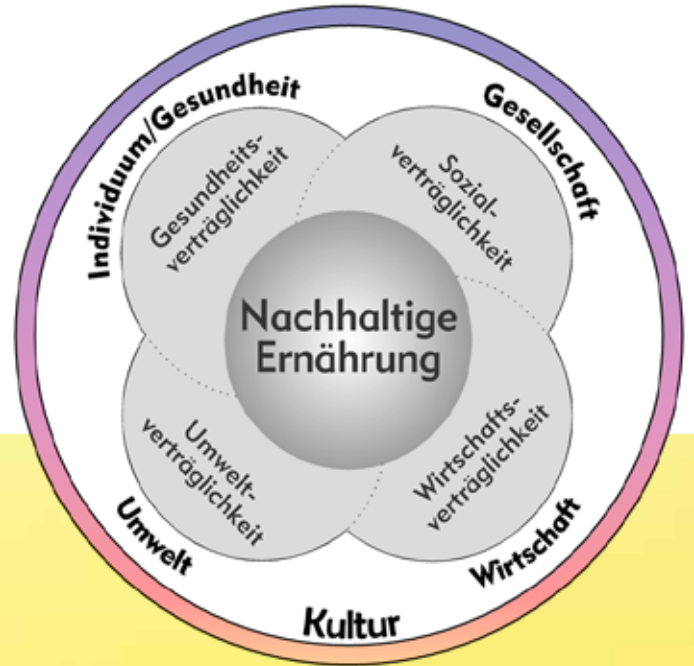 Individuum/Gesundheit
Gesellschaft
Gesundheits-
verträglichkeit
Sozial-
verträglichkeit
Nachhaltige
Ernährung
Umwelt-
verträglichkeit
Wirtschafts-
verträglichkeit
Umwelt
Wirtschaft
Kultur